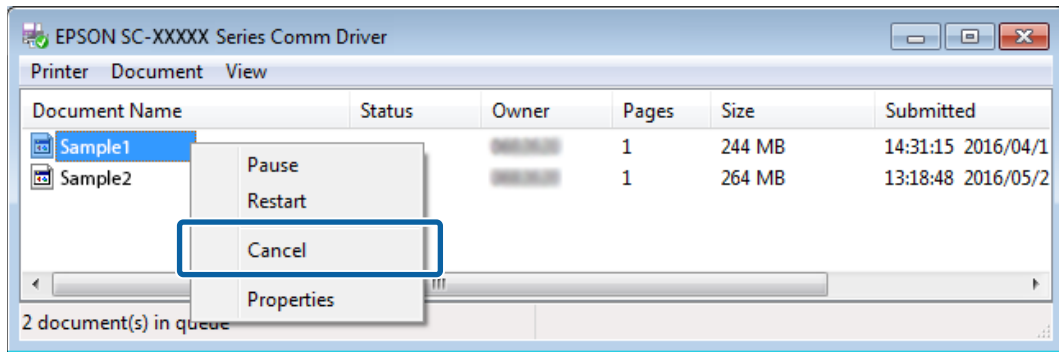 EPSON SC-XXXXX Series Comm Driver
Printer Document View
Document Name Status Owner Pages Size Submitted
Sample1 1 244 MB 14:31:15 2016/04/1
Sample2 1 264 MB 13:18:48 2016/05/2
Pause
Restart
Cancel
Properties
2 document(s) in queue